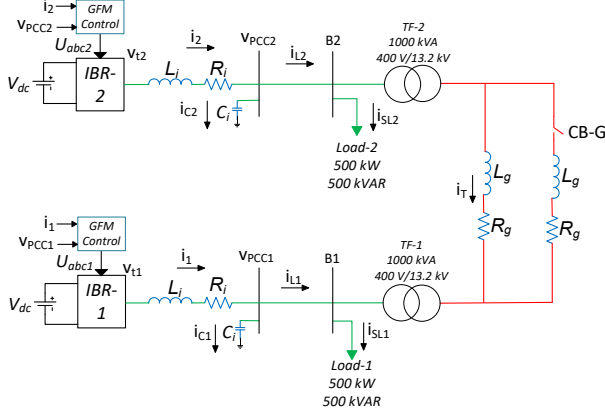 i2
GFM
Control
vPCC2
Uabc2
vt2
i2
vPCC2
B2
TF-2
1000 kVA
400 V/13.2 kV
Vdc
IBR-
2
Li
Ri
iL2
iC2
Ci
iSL2
Load-2
500 kW
500 kVAR
CB-G
iT
Lg
Lg
Rg
Rg
i1
GFM
Control
vPCC1
Uabc1
vt1
i1
vPCC1
B1
TF-1
1000 kVA
400 V/13.2 kV
Vdc
IBR-
1
Li
Ri
iL1
iC1
Ci
iSL1
Load-1
500 kW
500 kVAR